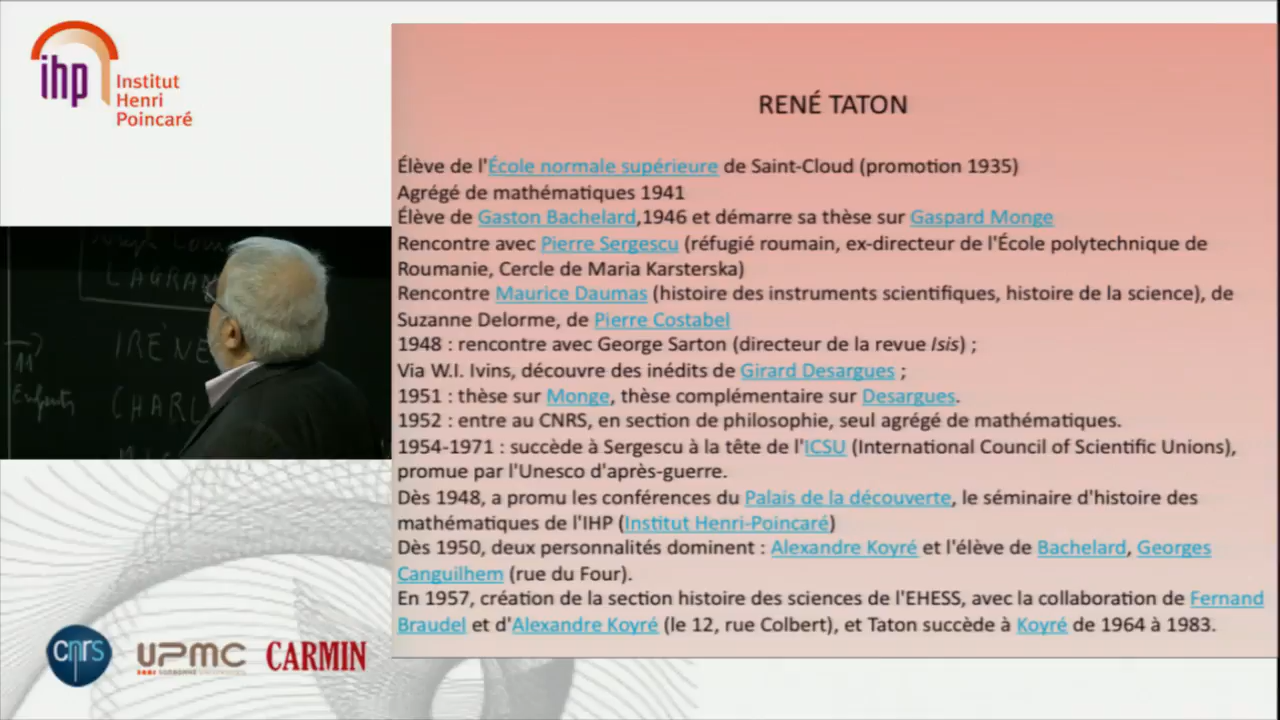 ihp
Institut
Henri
Poincaré
RENÉ TATON
Élève de l'École normale supérieure de Saint-Cloud (promotion 1935)
Agrégé de mathématiques 1941
Élève de Gaston Bachelard,1946 et démarre sa thèse sur Gaspard Monge
Rencontre avec Pierre Sergescu (réfugié roumain, ex-directeur de l'École polytechnique de
Roumanie, Cercle de Maria Karsterska)
Rencontre Maurice Daumas (histoire des instruments scientifiques, histoire de la science), de
Suzanne Delorme, de Pierre Costabel
1948 : rencontre avec George Sarton (directeur de la revue Isis) ;
Via W.I. Ivins, découvre des inédits de Girard Desargues ;
1951 : thèse sur Monge, thèse complémentaire sur Desargues.
1952 : entre au CNRS, en section de philosophie, seul agrégé de mathématiques.
1954-1971 : succède à Sergescu à la tête de l'ICSU (International Council of Scientific Unions),
promue par l'Unesco d'après-guerre.
Dès 1948, a promu les conférences du Palais de la découverte, le séminaire d'histoire des
mathématiques de l'IHP (Institut Henri-Poincaré)
Dès 1950, deux personnalités dominent : Alexandre Koyré et l'élève de Bachelard, Georges
Canguilhem (rue du Four).
En 1957, création de la section histoire des sciences de l'EHESS, avec la collaboration de Fernand
Braudel et d'Alexandre Koyré (le 12, rue Colbert), et Taton succède à Koyré de 1964 à 1983.
LAGRAN
IRÈNE
11
Enfants
CHARL
cnrs
UPMC
SORBONNE UNIVERSITÉS
CARMIN